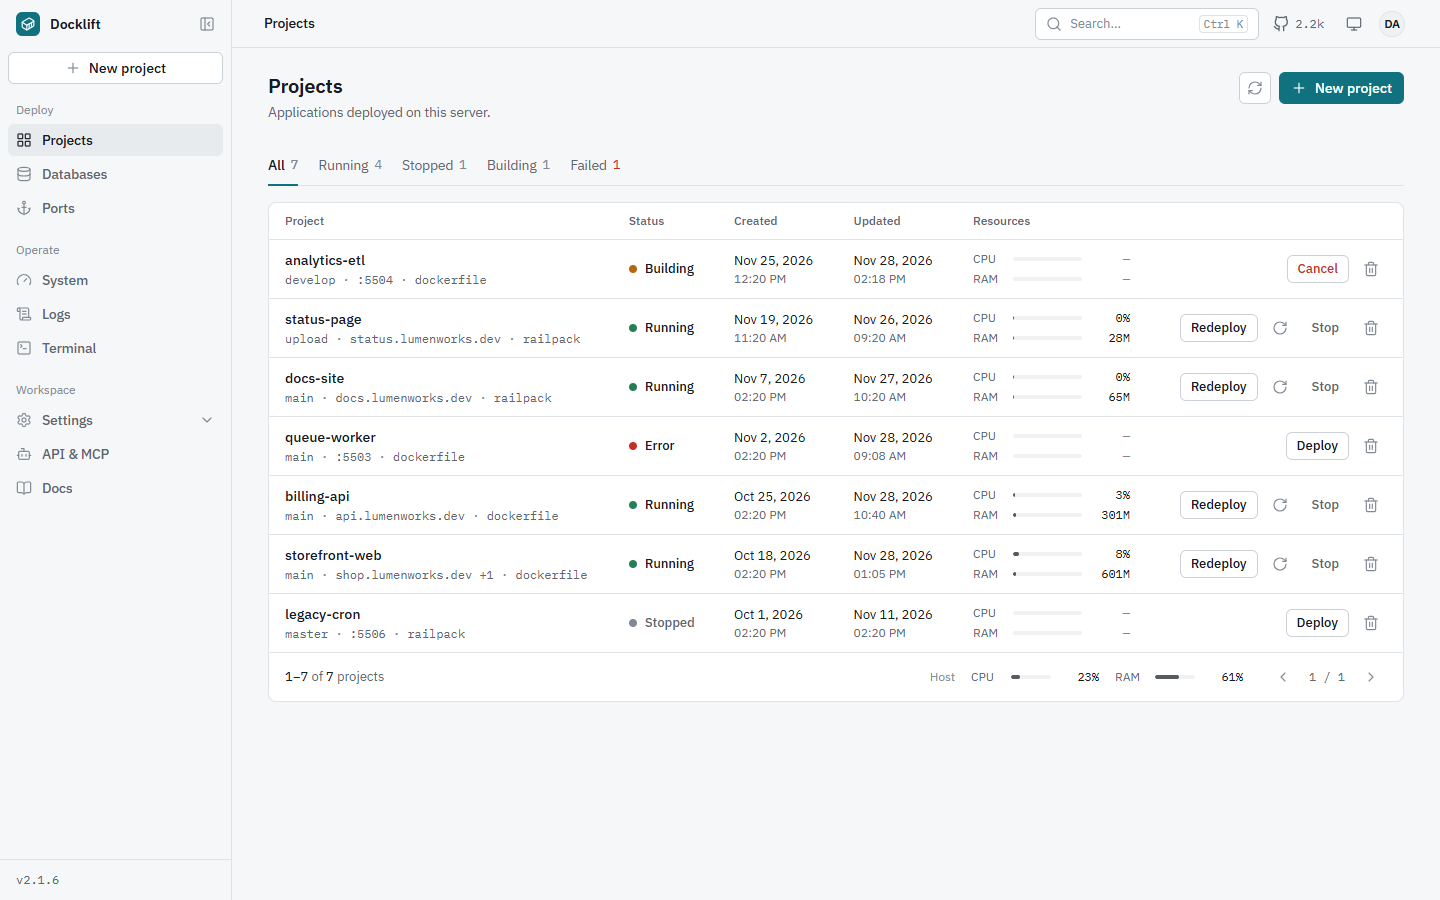 Docklift
New project
Deploy
Projects
Databases
Ports
Operate
System
Logs
Terminal
Workspace
Settings
API & MCP
Docs
v2.1.6
Projects
Search... Ctrl K
2.2k
DA
Projects
Applications deployed on this server.
New project
All 7 Running 4 Stopped 1 Building 1 Failed 1
Project Status Created Updated Resources
analytics-etl
develop · :5504 · dockerfile
Building
Nov 25, 2026
12:20 PM
Nov 28, 2026
02:18 PM
CPU —
RAM —
Cancel
status-page
upload · status.lumenworks.dev · railpack
Running
Nov 19, 2026
11:20 AM
Nov 26, 2026
09:20 AM
CPU 0%
RAM 28M
Redeploy Stop
docs-site
main · docs.lumenworks.dev · railpack
Running
Nov 7, 2026
02:20 PM
Nov 27, 2026
10:20 AM
CPU 0%
RAM 65M
Redeploy Stop
queue-worker
main · :5503 · dockerfile
Error
Nov 2, 2026
02:20 PM
Nov 28, 2026
09:08 AM
CPU —
RAM —
Deploy
billing-api
main · api.lumenworks.dev · dockerfile
Running
Oct 25, 2026
02:20 PM
Nov 28, 2026
10:40 AM
CPU 3%
RAM 301M
Redeploy Stop
storefront-web
main · shop.lumenworks.dev +1 · dockerfile
Running
Oct 18, 2026
02:20 PM
Nov 28, 2026
01:05 PM
CPU 8%
RAM 601M
Redeploy Stop
legacy-cron
master · :5506 · railpack
Stopped
Oct 1, 2026
02:20 PM
Nov 11, 2026
02:20 PM
CPU —
RAM —
Deploy
1–7 of 7 projects
Host CPU 23% RAM 61%
1 / 1